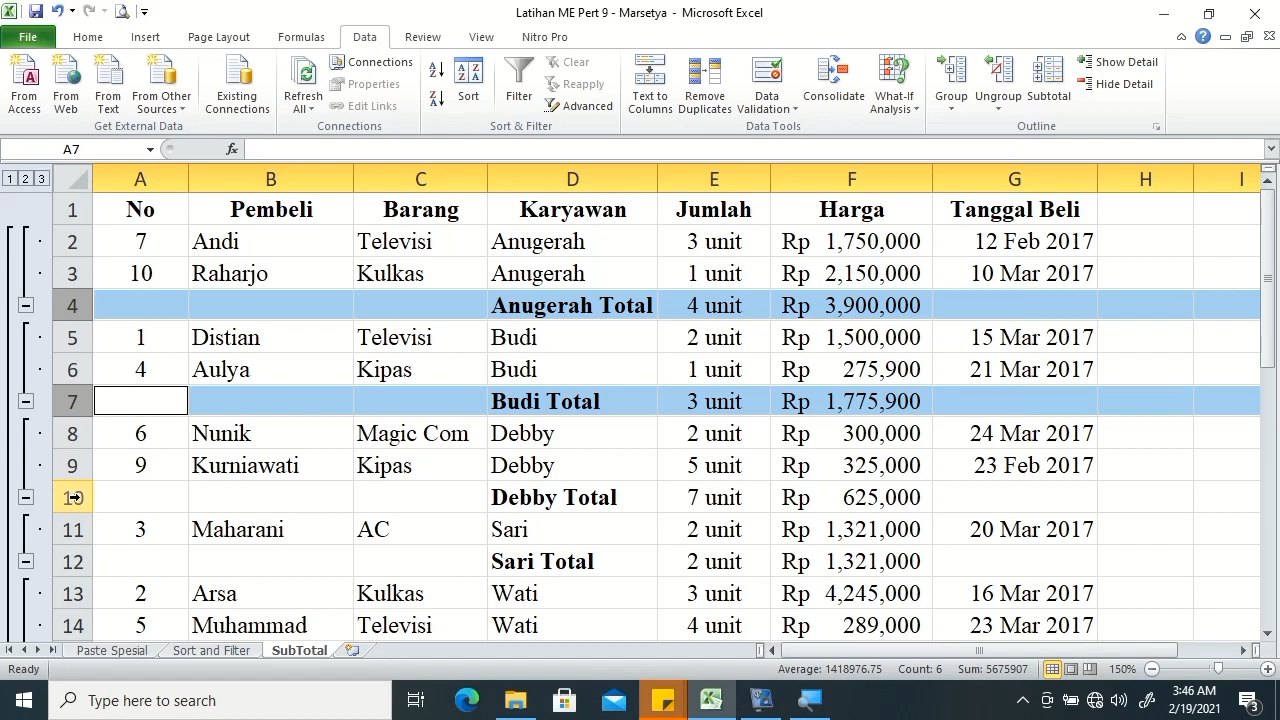 Latihan ME Pert 9 - Marsetya - Microsoft Excel
File Home Insert Page Layout Formulas Data Review View Nitro Pro
From Access From Web From Text From Other Sources Existing Connections
Get External Data
Refresh All Connections Properties Edit Links
Connections
Sort Filter Clear Reapply Advanced
Sort & Filter
Text to Columns Remove Duplicates Data Validation Consolidate What-If Analysis
Data Tools
Group Ungroup Subtotal Show Detail Hide Detail
Outline
A7 fx
1 2 3 A B C D E F G H I
1 No Pembeli Barang Karyawan Jumlah Harga Tanggal Beli
2 7 Andi Televisi Anugerah 3 unit Rp 1,750,000 12 Feb 2017
3 10 Raharjo Kulkas Anugerah 1 unit Rp 2,150,000 10 Mar 2017
4 Anugerah Total 4 unit Rp 3,900,000
5 1 Distian Televisi Budi 2 unit Rp 1,500,000 15 Mar 2017
6 4 Aulya Kipas Budi 1 unit Rp 275,900 21 Mar 2017
7 Budi Total 3 unit Rp 1,775,900
8 6 Nunik Magic Com Debby 2 unit Rp 300,000 24 Mar 2017
9 9 Kurniawati Kipas Debby 5 unit Rp 325,000 23 Feb 2017
10 Debby Total 7 unit Rp 625,000
11 3 Maharani AC Sari 2 unit Rp 1,321,000 20 Mar 2017
12 Sari Total 2 unit Rp 1,321,000
13 2 Arsa Kulkas Wati 3 unit Rp 4,245,000 16 Mar 2017
14 5 Muhammad Televisi Wati 4 unit Rp 289,000 23 Mar 2017
Paste Spesial Sort and Filter SubTotal
Ready Average: 1418976.75 Count: 6 Sum: 5675907 150%
Type here to search 3:46 AM
2/19/2021 3